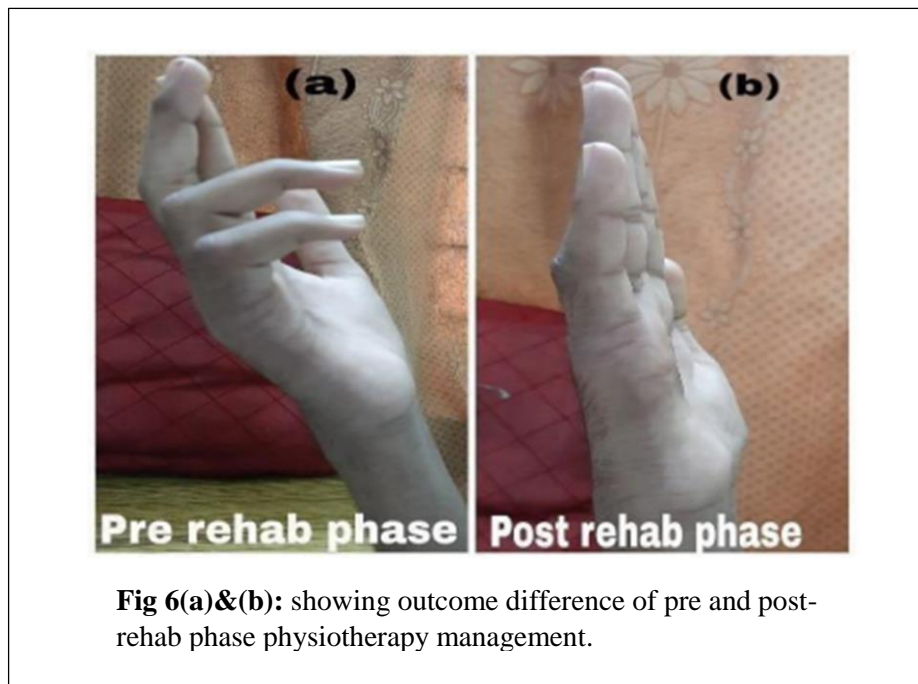 (a)
(b)
Pre rehab phase
Post rehab phase
Fig 6(a)&(b): showing outcome difference of pre and post-
rehab phase physiotherapy management.